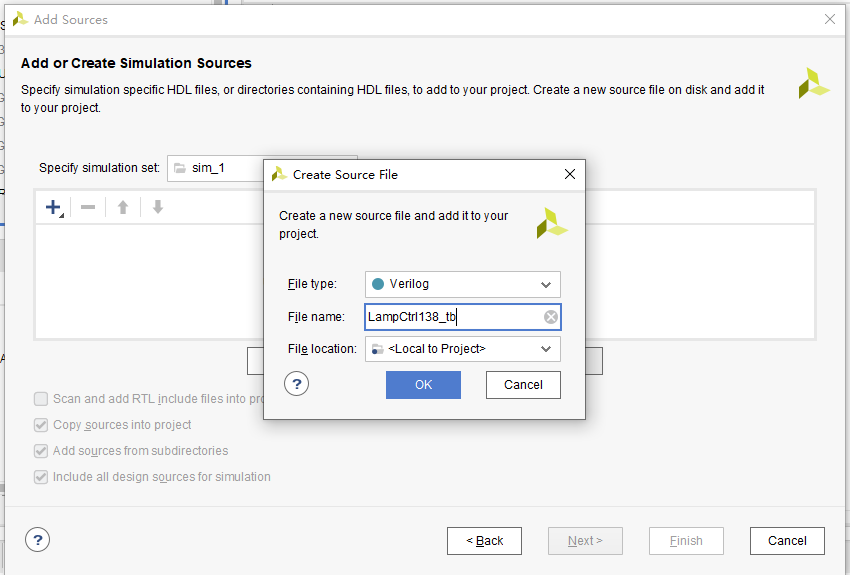 Add Sources
Add or Create Simulation Sources
Specify simulation specific HDL files, or directories containing HDL files, to add to your project. Create a new source file on disk and add it
to your project.
Specify simulation set: sim_1
Create Source File
Create a new source file and add it to your
project.
File type: Verilog
File name: LampCtrl138_tb
File location: <Local to Project>
? OK Cancel
Scan and add RTL include files into pro
Copy sources into project
Add sources from subdirectories
Include all design sources for simulation
? < Back Next > Finish Cancel